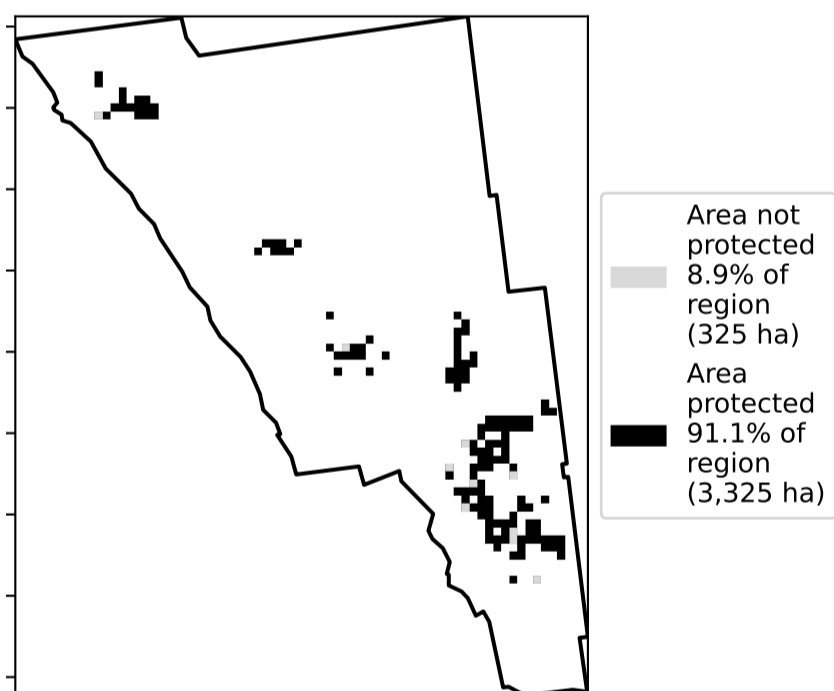 Area not
protected
8.9% of
region
(325 ha)
Area
protected
91.1% of
region
(3,325 ha)